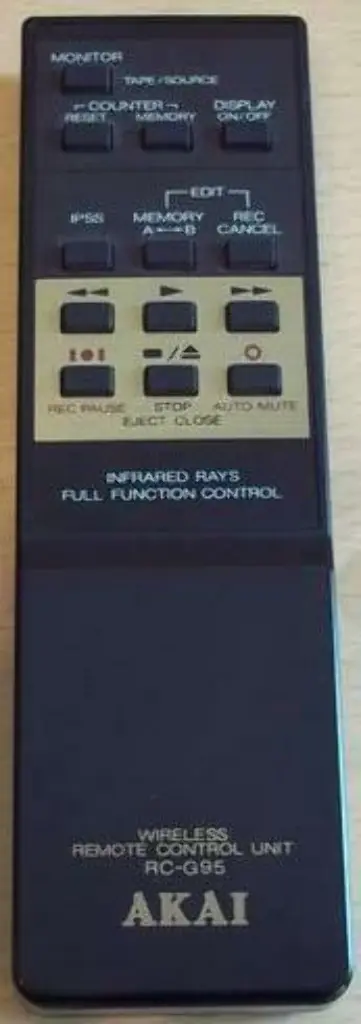 MONITOR
TAPE/SOURCE
COUNTER DISPLAY
RESET MEMORY ON/OFF
EDIT
IPSS MEMORY REC
A B CANCEL
REC PAUSE STOP AUTO MUTE
EJECT CLOSE
INFRARED RAYS
FULL FUNCTION CONTROL
WIRELESS
REMOTE CONTROL UNIT
RC-G95
AKAI